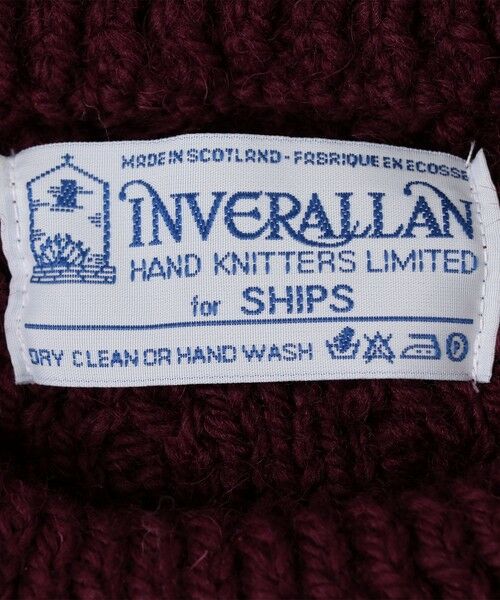 MADE IN SCOTLAND - FABRIQUE EN ECOSSE
INVERALLAN
HAND KNITTERS LIMITED
for SHIPS
DRY CLEAN OR HAND WASH P